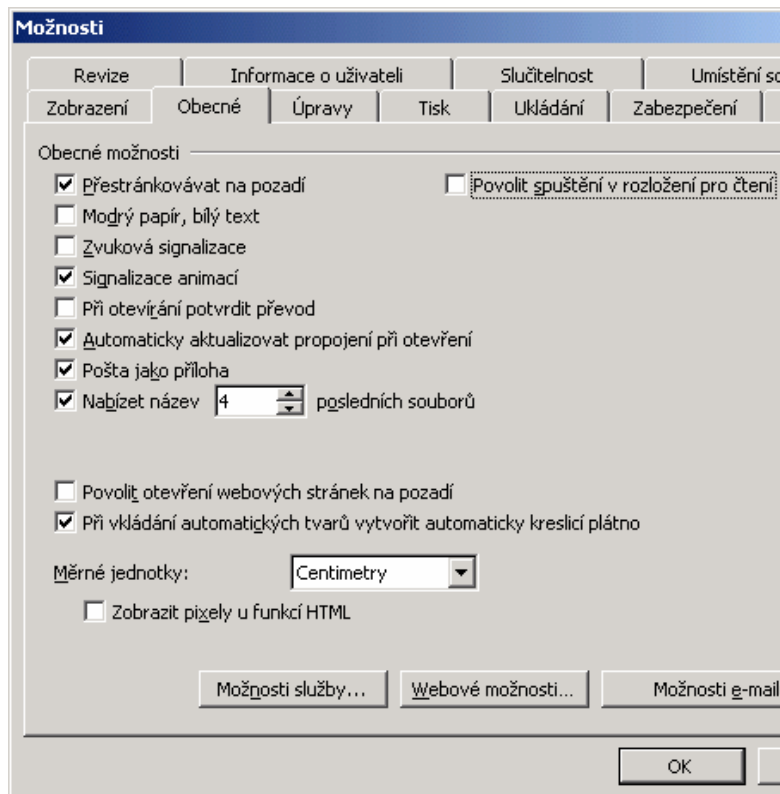 Možnosti
Revize Informace o uživateli Slučitelnost Umístění
Zobrazení Obecné Úpravy Tisk Ukládání Zabezpečení
Obecné možnosti
Přestránkovávat na pozadí Povolit spuštění v rozložení pro čtení
Modrý papír, bílý text
Zvuková signalizace
Signalizace animací
Při otevírání potvrdit převod
Automaticky aktualizovat propojení při otevření
Pošta jako příloha
Nabízet název 4 posledních souborů
Povolit otevření webových stránek na pozadí
Při vkládání automatických tvarů vytvořit automaticky kreslicí plátno
Měrné jednotky: Centimetry
Zobrazit pixely u funkcí HTML
Možnosti služby... Webové možnosti... Možnosti e-mail
OK